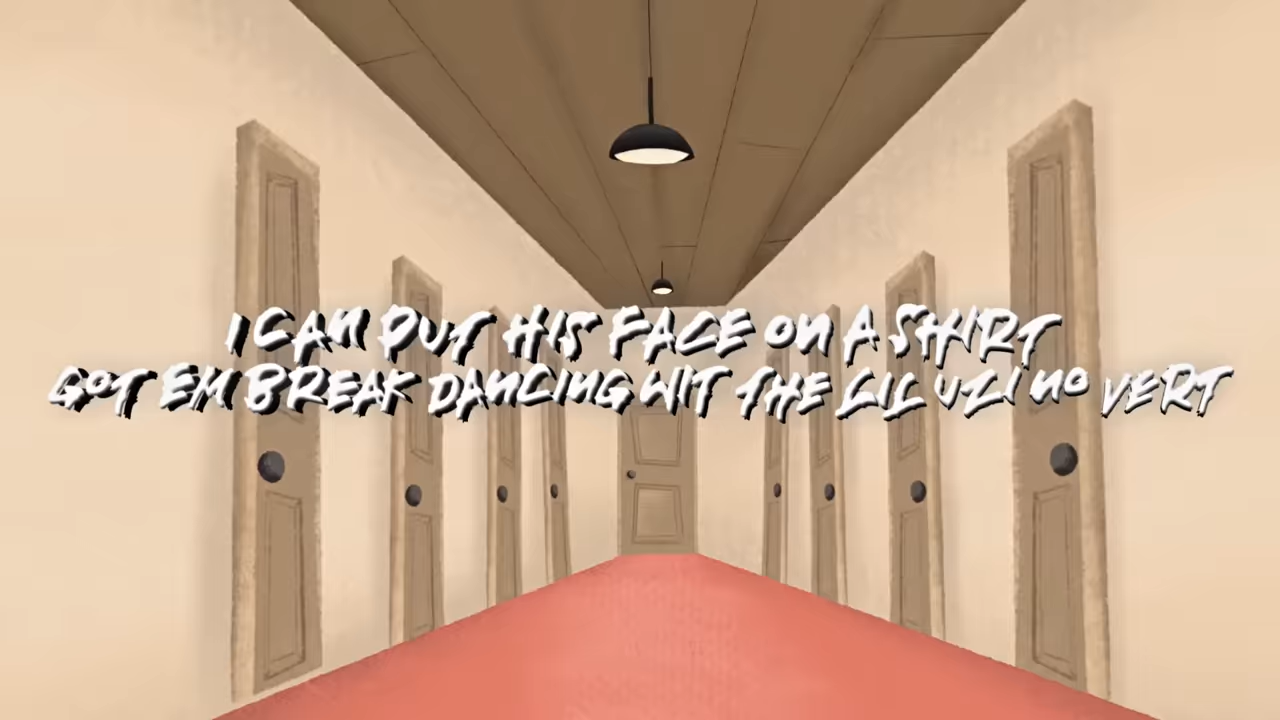 I CAN PUT HIS FACE ON A SHIRT
GOT EM BREAK DANCING WIT THE LIL UZI NO VERT